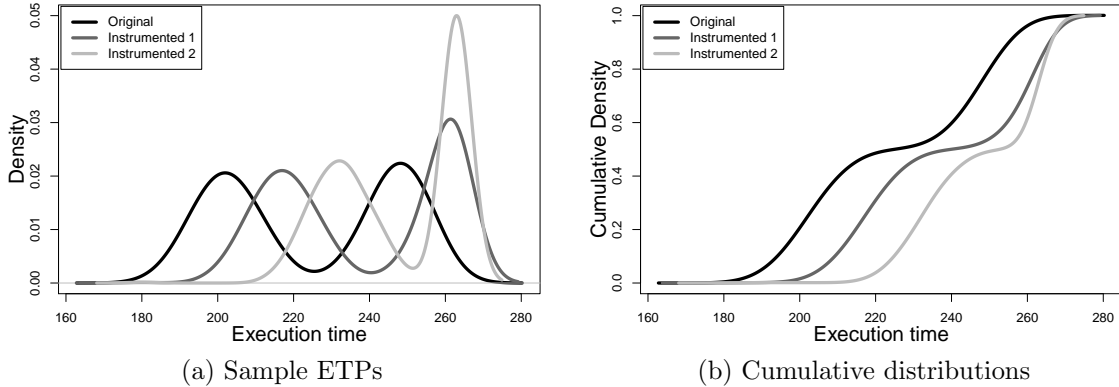 Original
Instrumented 1
Instrumented 2
Density
0.00
0.01
0.02
0.03
0.04
0.05
160 180 200 220 240 260 280
Execution time
(a) Sample ETPs
Original
Instrumented 1
Instrumented 2
Cumulative Density
0.0
0.2
0.4
0.6
0.8
1.0
160 180 200 220 240 260 280
Execution time
(b) Cumulative distributions